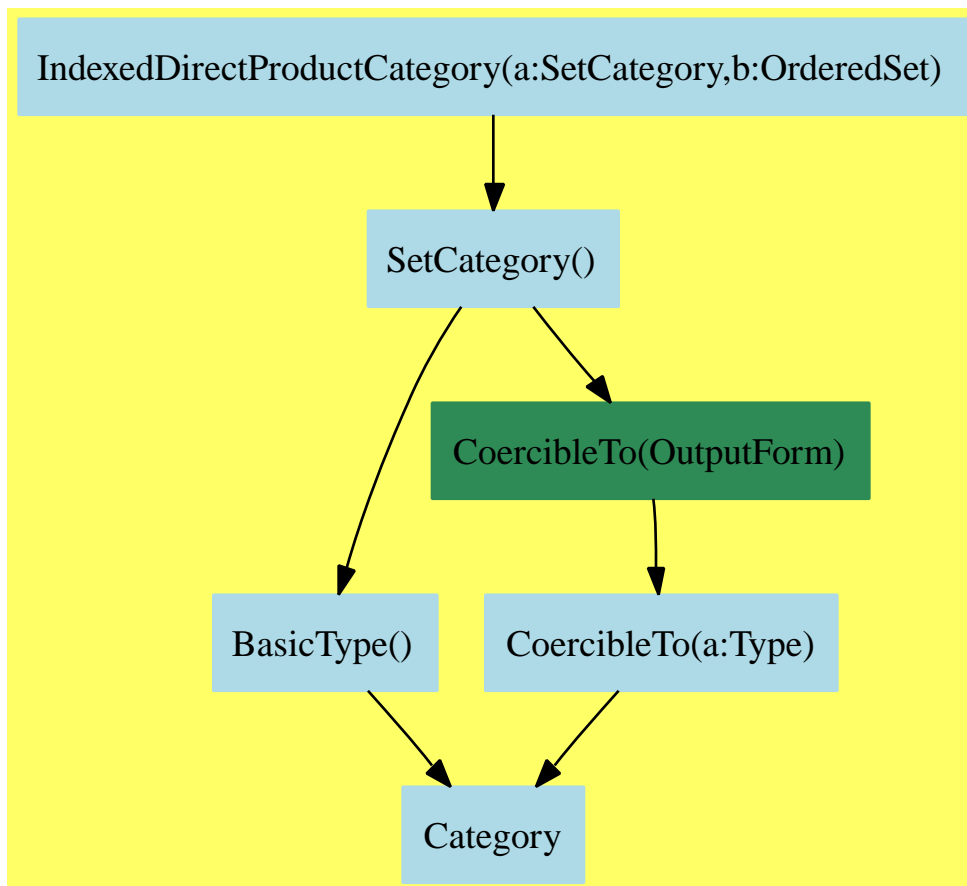 IndexedDirectProductCategory(a:SetCategory,b:OrderedSet)
SetCategory()
CoercibleTo(OutputForm)
BasicType()
CoercibleTo(a:Type)
Category